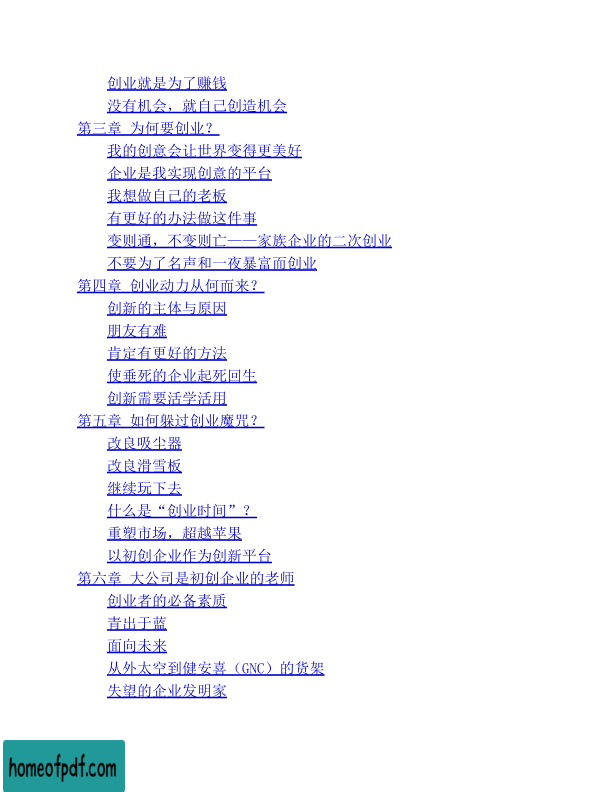 创业就是为了赚钱
没有机会，就自己创造机会
第三章 为何要创业？
我的创意会让世界变得更美好
企业是我实现创意的平台
我想做自己的老板
有更好的办法做这件事
变则通，不变则亡——家族企业的二次创业
不要为了名声和一夜暴富而创业
第四章 创业动力从何而来？
创新的主体与原因
朋友有难
肯定有更好的方法
使垂死的企业起死回生
创新需要活学活用
第五章 如何躲过创业魔咒？
改良吸尘器
改良滑雪板
继续玩下去
什么是“创业时间”？
重塑市场，超越苹果
以初创企业作为创新平台
第六章 大公司是初创企业的老师
创业者的必备素质
青出于蓝
面向未来
从外太空到健安喜（GNC）的货架
失望的企业发明家
homeofpdf.com